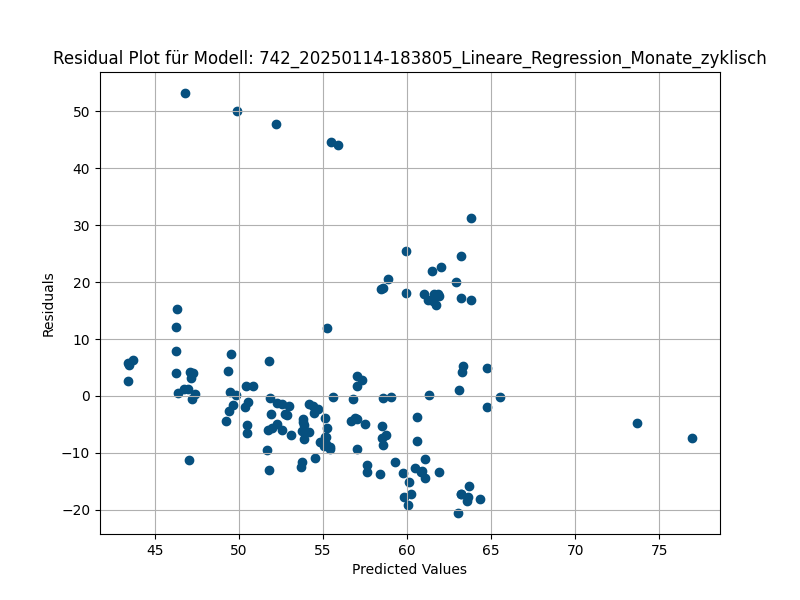 Residual Plot für Modell: 742_20250114-183805_Lineare_Regression_Monate_zyklisch
50
40
30
20
10
0
−10
−20
Residuals
45 50 55 60 65 70 75
Predicted Values